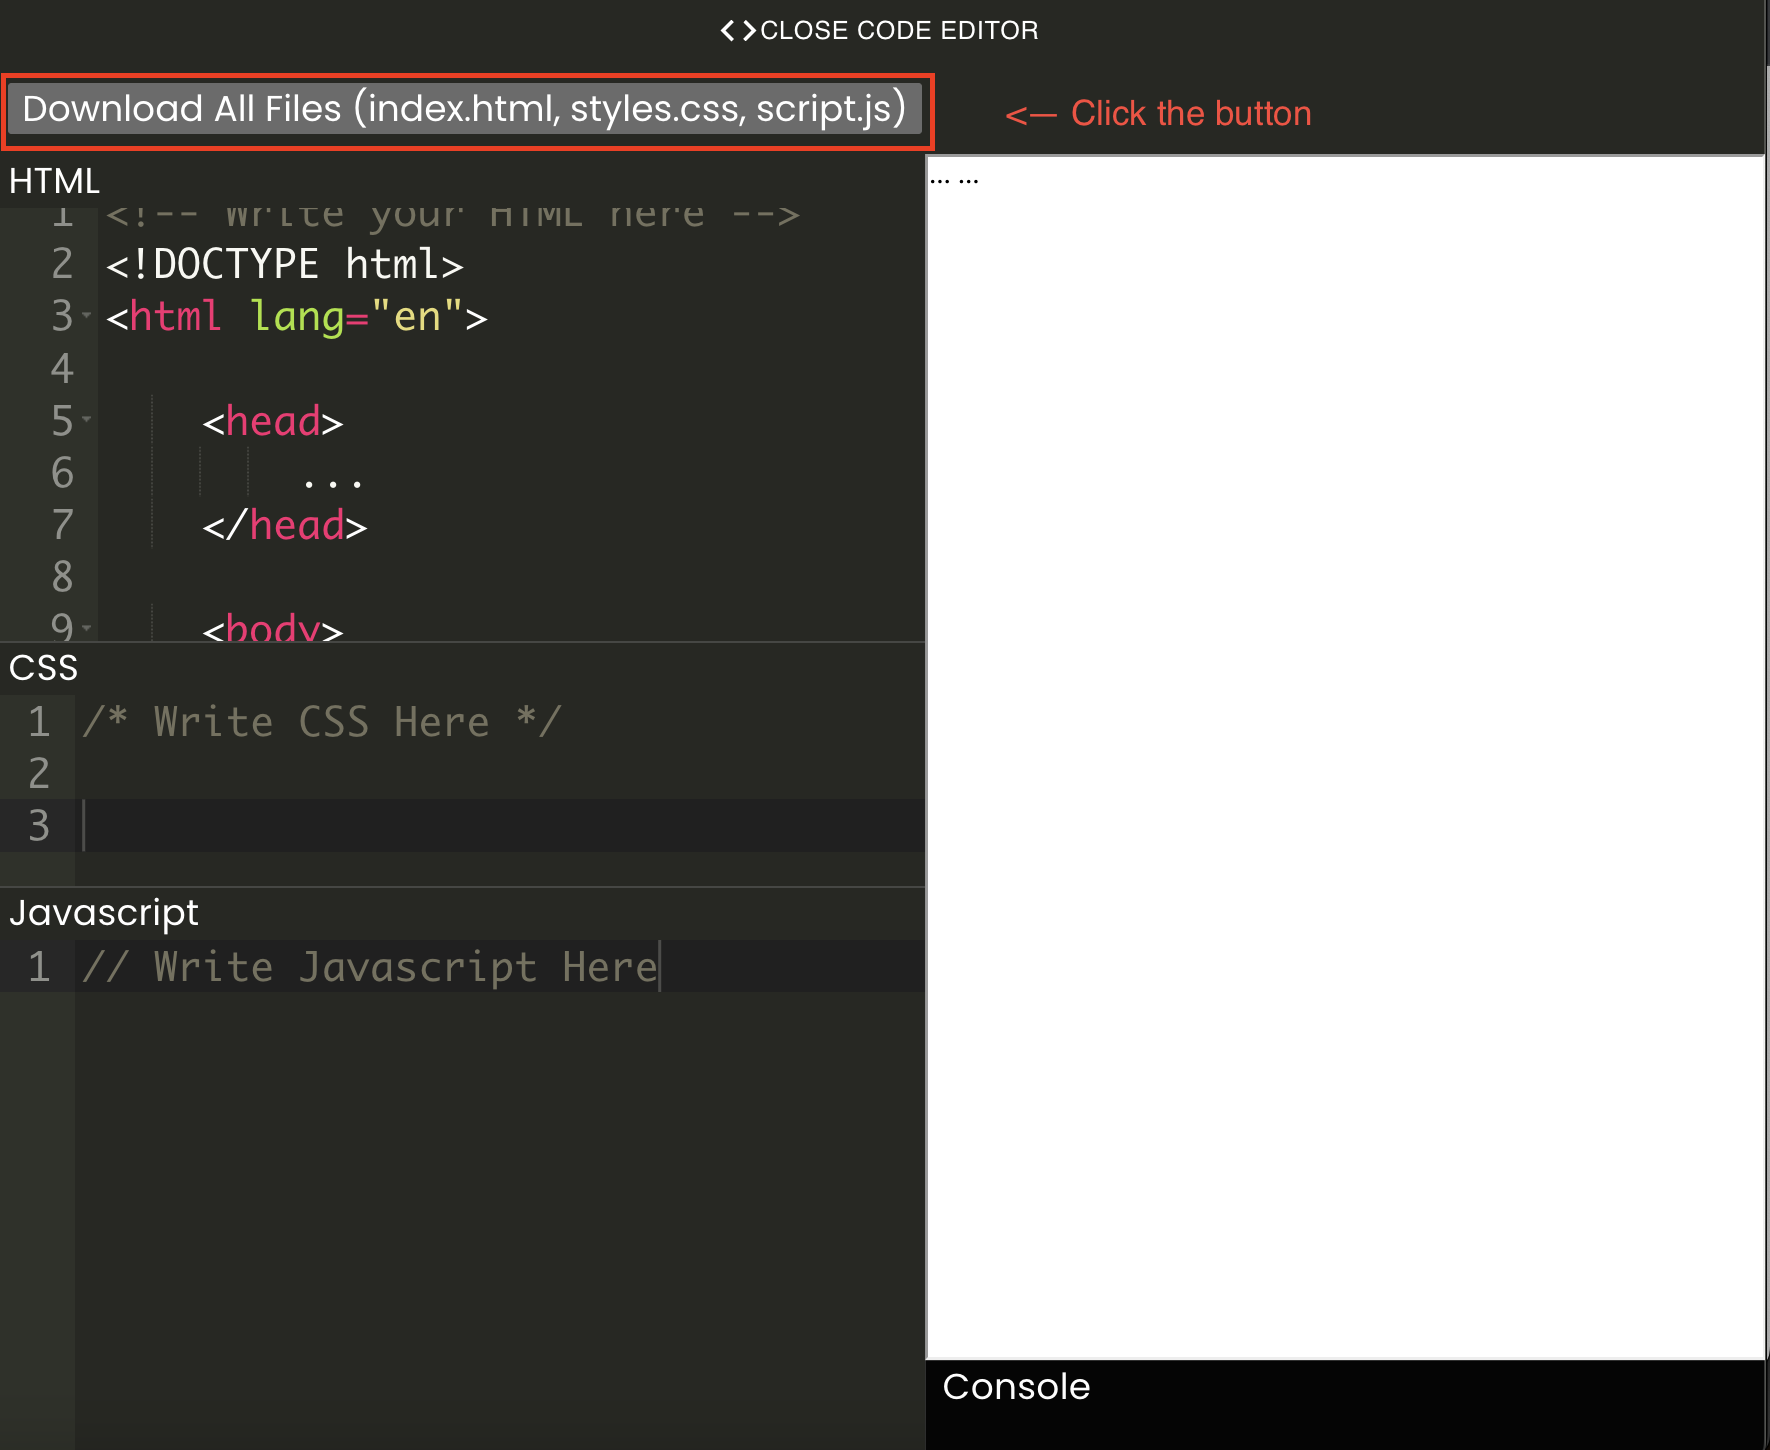 <>CLOSE CODE EDITOR
Download All Files (index.html, styles.css, script.js)
<— Click the button
HTML
1 <!-- Write your HTML here -->
2 <!DOCTYPE html>
3 <html lang="en">
4
5 <head>
6 ...
7 </head>
8
9 <body>
CSS
1 /* Write CSS Here */
2
3
Javascript
1 // Write Javascript Here
... ...
Console